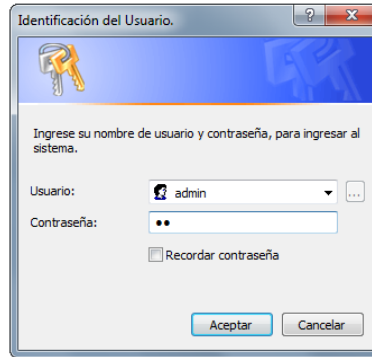 Identificación del Usuario.
?
Ingrese su nombre de usuario y contraseña, para ingresar al
sistema.
Usuario: admin ...
Contraseña: ●●
Recordar contraseña
Aceptar Cancelar